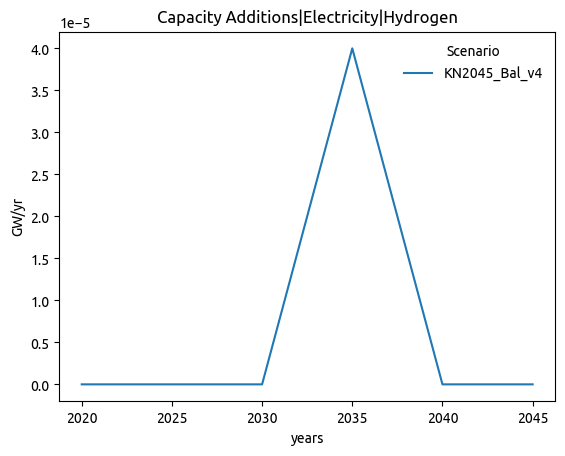 Capacity Additions|Electricity|Hydrogen
1e−5
4.0
3.5
3.0
2.5
2.0
1.5
1.0
0.5
0.0
GW/yr
Scenario
KN2045_Bal_v4
2020 2025 2030 2035 2040 2045
years